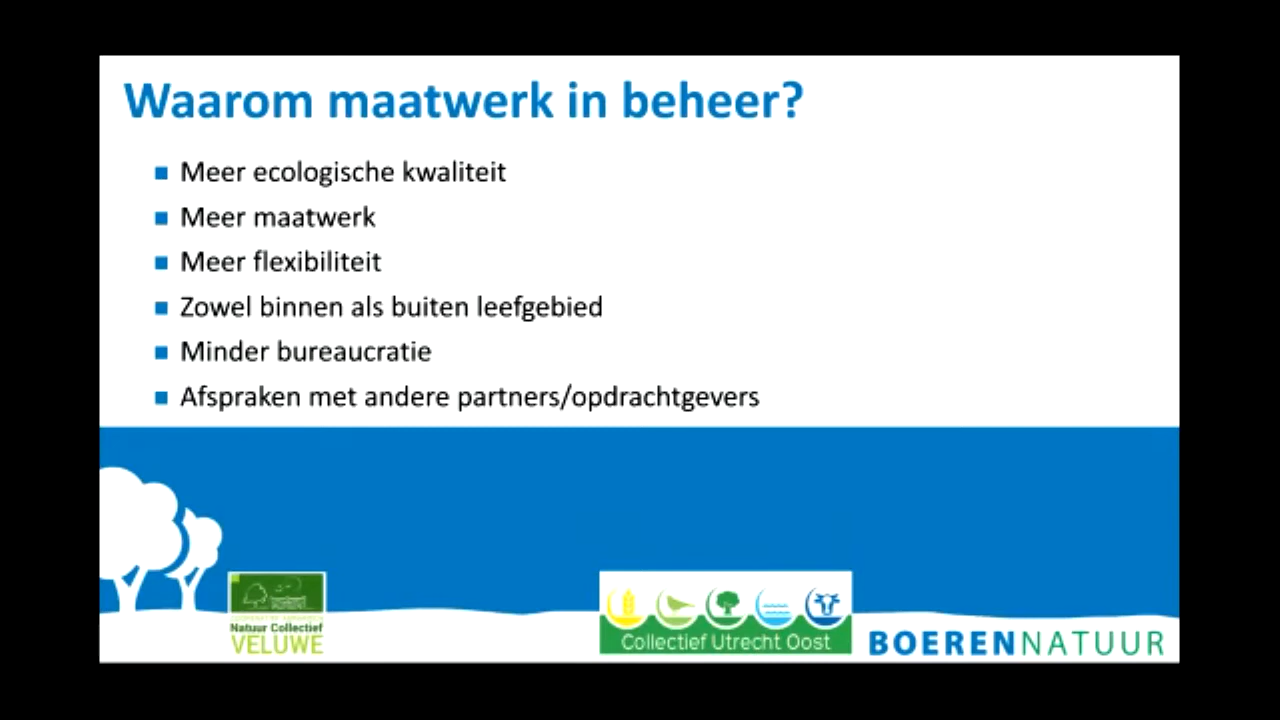 Waarom maatwerk in beheer?
Meer ecologische kwaliteit
Meer maatwerk
Meer flexibiliteit
Zowel binnen als buiten leefgebied
Minder bureaucratie
Afspraken met andere partners/opdrachtgevers
Natuur Collectief
VELUWE
Collectief Utrecht Oost
BOERENNATUUR